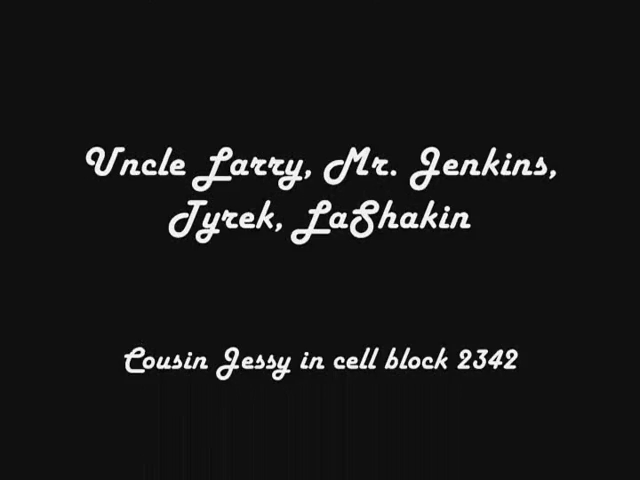 Uncle Larry, Mr. Jenkins,
Tyrek, LaShakin
Cousin Jessy in cell block 2342